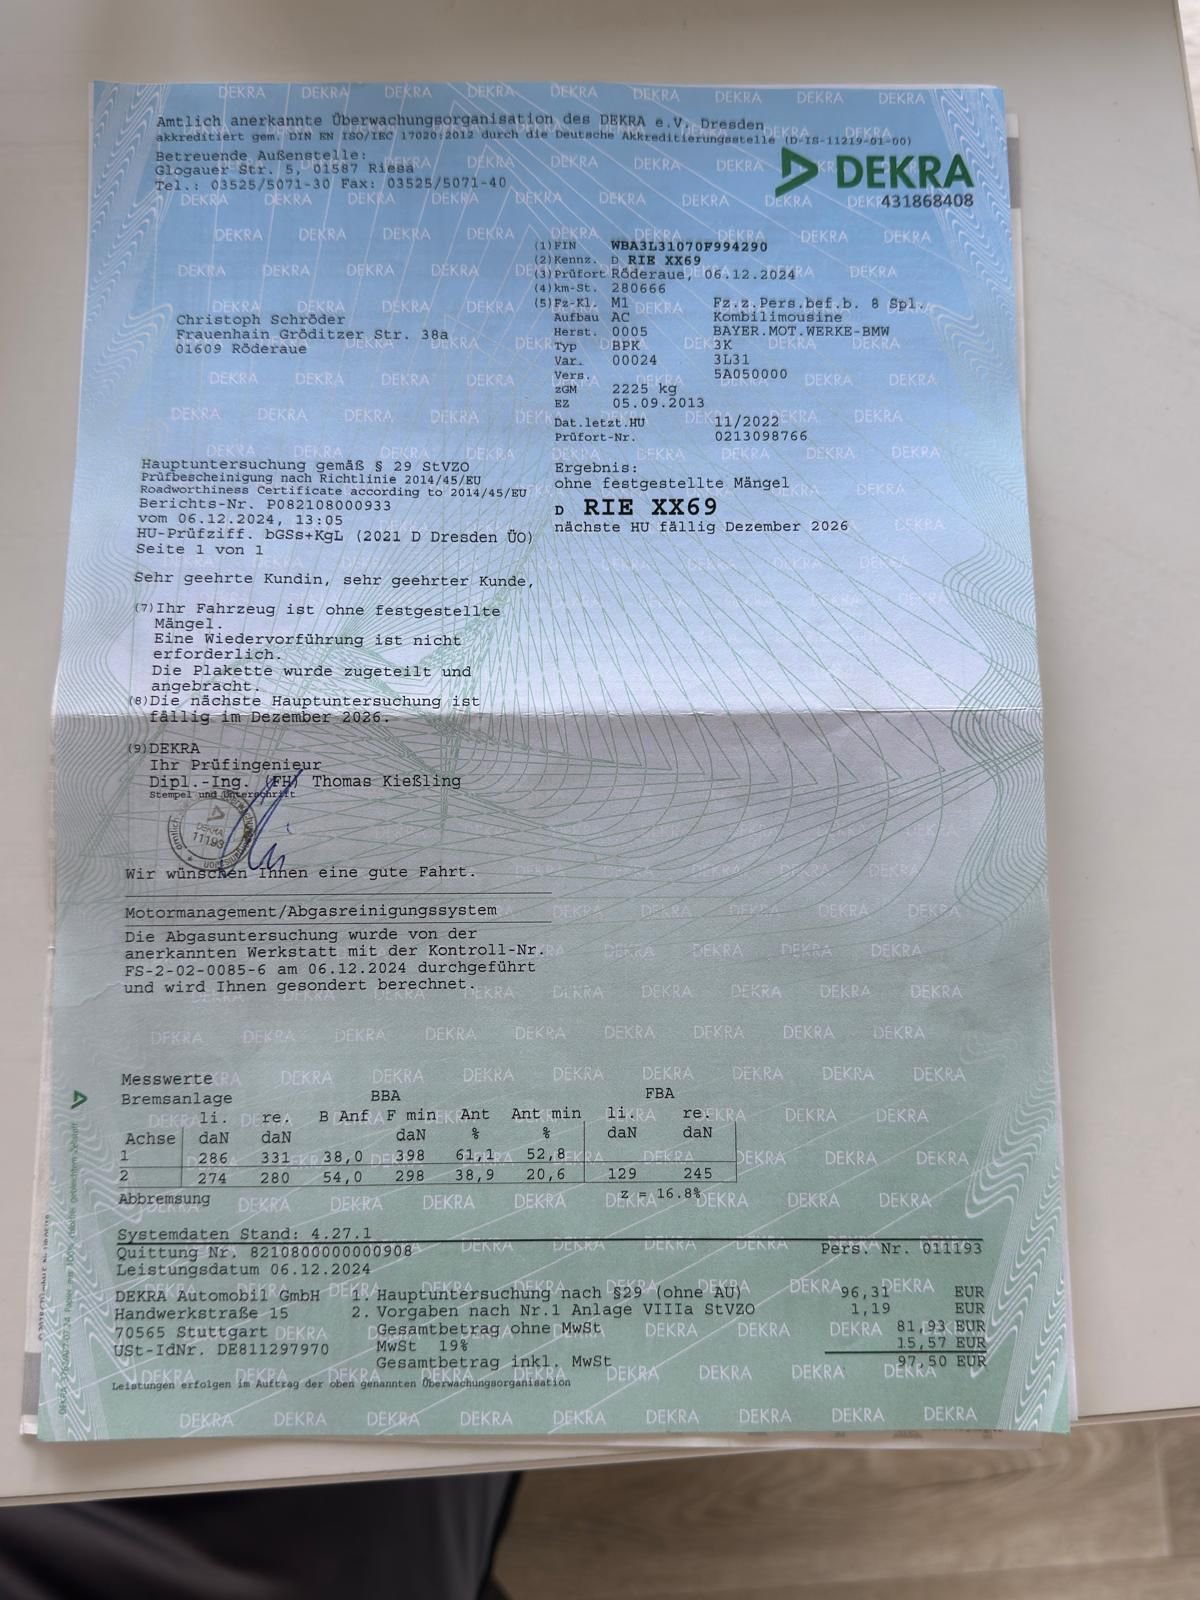 Amtlich anerkannte Überwachungsorganisation des DEKRA e.V. Dresden
akkreditiert gem. DIN EN ISO/IEC 17020:2012 durch die Deutsche Akkreditierungsstelle (D-IS-11219-01-00)
Betreuende Außenstelle:
Glogauer Str. 5, 01587 Riesa
Tel.: 03525/5071-30 Fax: 03525/5071-40
DEKRA
431868408
(1) FIN WBA3L31070F994290
(2) Kennz. D RIE XX69
(3) Prüfort Röderaue, 06.12.2024
(4) km-St. 280666
(5) Fz-Kl. M1 Fz.z.Pers.bef.b. 8 Spl.
Aufbau AC Kombilimousine
Herst. 0005 BAYER.MOT.WERKE-BMW
Typ BPK 3K
Var. 00024 3L31
Vers. 5A050000
zGM 2225 kg
EZ 05.09.2013
Dat.letzt.HU 11/2022
Prüfort-Nr. 0213098766
Christoph Schröder
Frauenhain Gröditzer Str. 38a
01609 Röderaue
Hauptuntersuchung gemäß § 29 StVZO
Prüfbescheinigung nach Richtlinie 2014/45/EU
Roadworthiness Certificate according to 2014/45/EU
Berichts-Nr. P082108000933
vom 06.12.2024, 13:05
HU-Prüfziff. bGSs+KgL (2021 D Dresden ÜO)
Seite 1 von 1
Ergebnis:
ohne festgestellte Mängel
D RIE XX69
nächste HU fällig Dezember 2026
Sehr geehrte Kundin, sehr geehrter Kunde,
(7) Ihr Fahrzeug ist ohne festgestellte
Mängel.
Eine Wiedervorführung ist nicht
erforderlich.
Die Plakette wurde zugeteilt und
angebracht.
(8) Die nächste Hauptuntersuchung ist
fällig im Dezember 2026.
(9) DEKRA
Ihr Prüfingenieur
Dipl.-Ing. (FH) Thomas Kießling
Stempel und Unterschrift
DEKRA
11193
Wir wünschen Ihnen eine gute Fahrt.
Motormanagement/Abgasreinigungssystem
Die Abgasuntersuchung wurde von der
anerkannten Werkstatt mit der Kontroll-Nr.
FS-2-02-0085-6 am 06.12.2024 durchgeführt
und wird Ihnen gesondert berechnet.
Messwerte
Bremsanlage BBA FBA
li. re. B Anf F min Ant Ant min li. re.
Achse daN daN daN % % daN daN
1 286 331 38,0 398 61,1 52,8
2 274 280 54,0 298 38,9 20,6 129 245
Abbremsung z = 16.8%
Systemdaten Stand: 4.27.1
Quittung Nr. 8210800000000908 Pers. Nr. 011193
Leistungsdatum 06.12.2024
DEKRA Automobil GmbH 1. Hauptuntersuchung nach §29 (ohne AU) 96,31 EUR
Handwerkstraße 15 2. Vorgaben nach Nr.1 Anlage VIIIa StVZO 1,19 EUR
70565 Stuttgart Gesamtbetrag ohne MwSt 81,93 EUR
USt-IdNr. DE811297970 MwSt 19% 15,57 EUR
Gesamtbetrag inkl. MwSt 97,50 EUR
Leistungen erfolgen im Auftrag der oben genannten Überwachungsorganisation